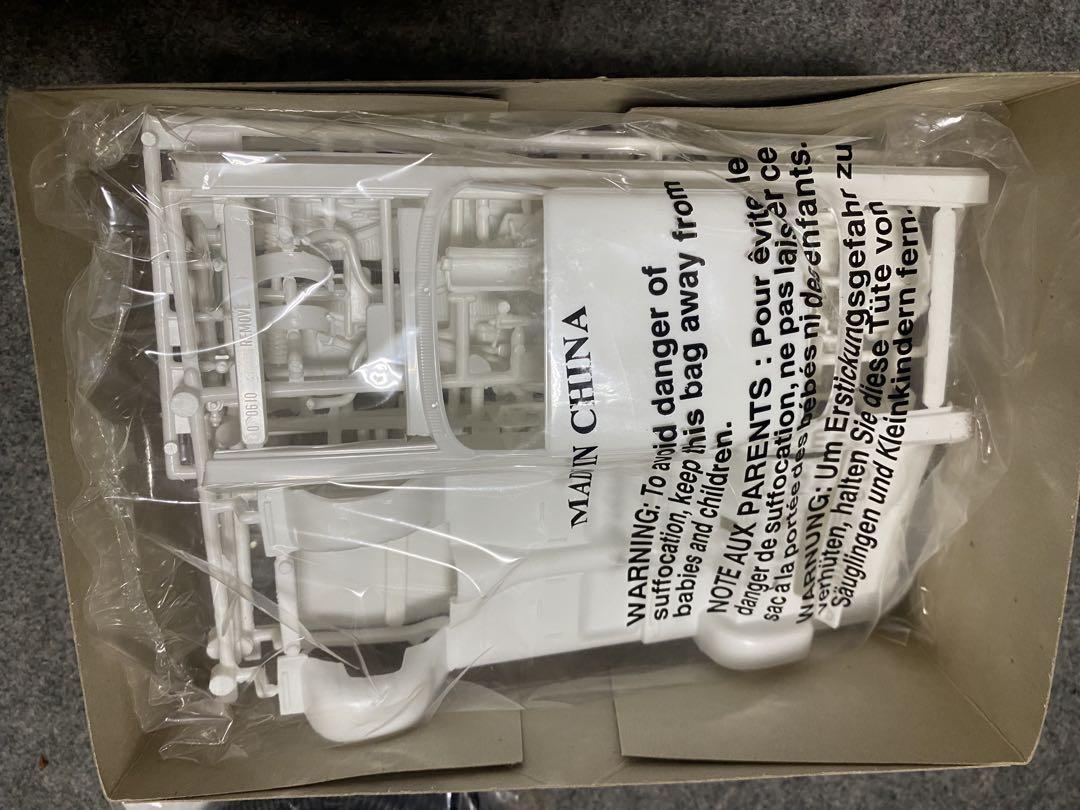 MADE IN CHINA
WARNING: To avoid danger of
suffocation, keep this bag away from
babies and children.
NOTE AUX PARENTS : Pour évite le
danger de suffocation, ne pas laisser ce
sac à la portée des bébés ni des enfants.
WARNUNG: Um Erstickungsgefahr zu
verhüten, halten Sie diese Tüte von
Säuglingen und Kleinkindern fern.
REMOVE